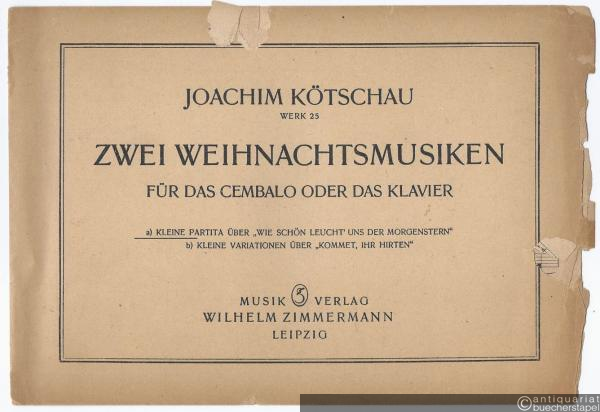 JOACHIM KÖTSCHAU
WERK 25
ZWEI WEIHNACHTSMUSIKEN
FÜR DAS CEMBALO ODER DAS KLAVIER
a) KLEINE PARTITA ÜBER „WIE SCHÖN LEUCHT' UNS DER MORGENSTERN"
b) KLEINE VARIATIONEN ÜBER „KOMMET, IHR HIRTEN"
MUSIK VERLAG
WILHELM ZIMMERMANN
LEIPZIG
antiquariat
buecherstapel